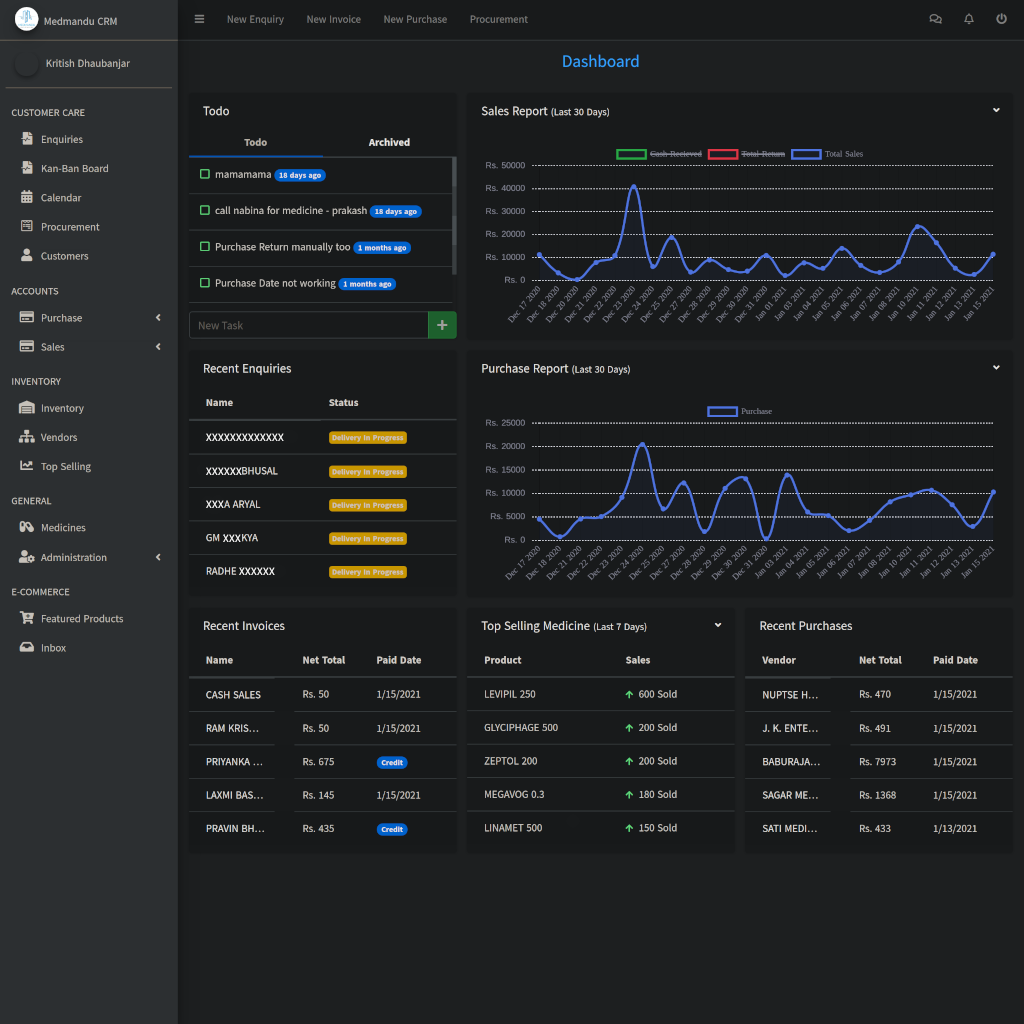 Medmandu CRM
New Enquiry New Invoice New Purchase Procurement
Kritish Dhaubanjar
CUSTOMER CARE
Enquiries
Kan-Ban Board
Calendar
Procurement
Customers
ACCOUNTS
Purchase
Sales
INVENTORY
Inventory
Vendors
Top Selling
GENERAL
Medicines
Administration
E-COMMERCE
Featured Products
Inbox
Dashboard
Todo
Todo Archived
mamamama 18 days ago
call nabina for medicine - prakash 18 days ago
Purchase Return manually too 1 months ago
Purchase Date not working 1 months ago
New Task
Sales Report (Last 30 Days)
Cash Recieved Total Return Total Sales
Rs. 50000
Rs. 40000
Rs. 30000
Rs. 20000
Rs. 10000
Rs. 0
Dec 17 2020 Dec 18 2020 Dec 20 2020 Dec 21 2020 Dec 22 2020 Dec 23 2020 Dec 24 2020 Dec 25 2020 Dec 27 2020 Dec 28 2020 Dec 29 2020 Dec 30 2020 Dec 31 2020 Jan 01 2021 Jan 03 2021 Jan 04 2021 Jan 05 2021 Jan 06 2021 Jan 07 2021 Jan 08 2021 Jan 10 2021 Jan 11 2021 Jan 12 2021 Jan 13 2021 Jan 15 2021
Recent Enquiries
Name Status
XXXXXXXXXXXXX Delivery In Progress
XXXXXXBHUSAL Delivery In Progress
XXXA ARYAL Delivery In Progress
GM XXXKYA Delivery In Progress
RADHE XXXXXX Delivery In Progress
Purchase Report (Last 30 Days)
Purchase
Rs. 25000
Rs. 20000
Rs. 15000
Rs. 10000
Rs. 5000
Rs. 0
Dec 17 2020 Dec 18 2020 Dec 21 2020 Dec 22 2020 Dec 23 2020 Dec 24 2020 Dec 25 2020 Dec 27 2020 Dec 28 2020 Dec 29 2020 Dec 30 2020 Dec 31 2020 Jan 03 2021 Jan 04 2021 Jan 05 2021 Jan 06 2021 Jan 07 2021 Jan 08 2021 Jan 10 2021 Jan 11 2021 Jan 12 2021 Jan 13 2021 Jan 15 2021
Recent Invoices
Name Net Total Paid Date
CASH SALES Rs. 50 1/15/2021
RAM KRIS... Rs. 50 1/15/2021
PRIYANKA ... Rs. 675 Credit
LAXMI BAS... Rs. 145 1/15/2021
PRAVIN BH... Rs. 435 Credit
Top Selling Medicine (Last 7 Days)
Product Sales
LEVIPIL 250 600 Sold
GLYCIPHAGE 500 200 Sold
ZEPTOL 200 200 Sold
MEGAVOG 0.3 180 Sold
LINAMET 500 150 Sold
Recent Purchases
Vendor Net Total Paid Date
NUPTSE H... Rs. 470 1/15/2021
J. K. ENTE... Rs. 491 1/15/2021
BABURAJA... Rs. 7973 1/15/2021
SAGAR ME... Rs. 1368 1/15/2021
SATI MEDI... Rs. 433 1/13/2021